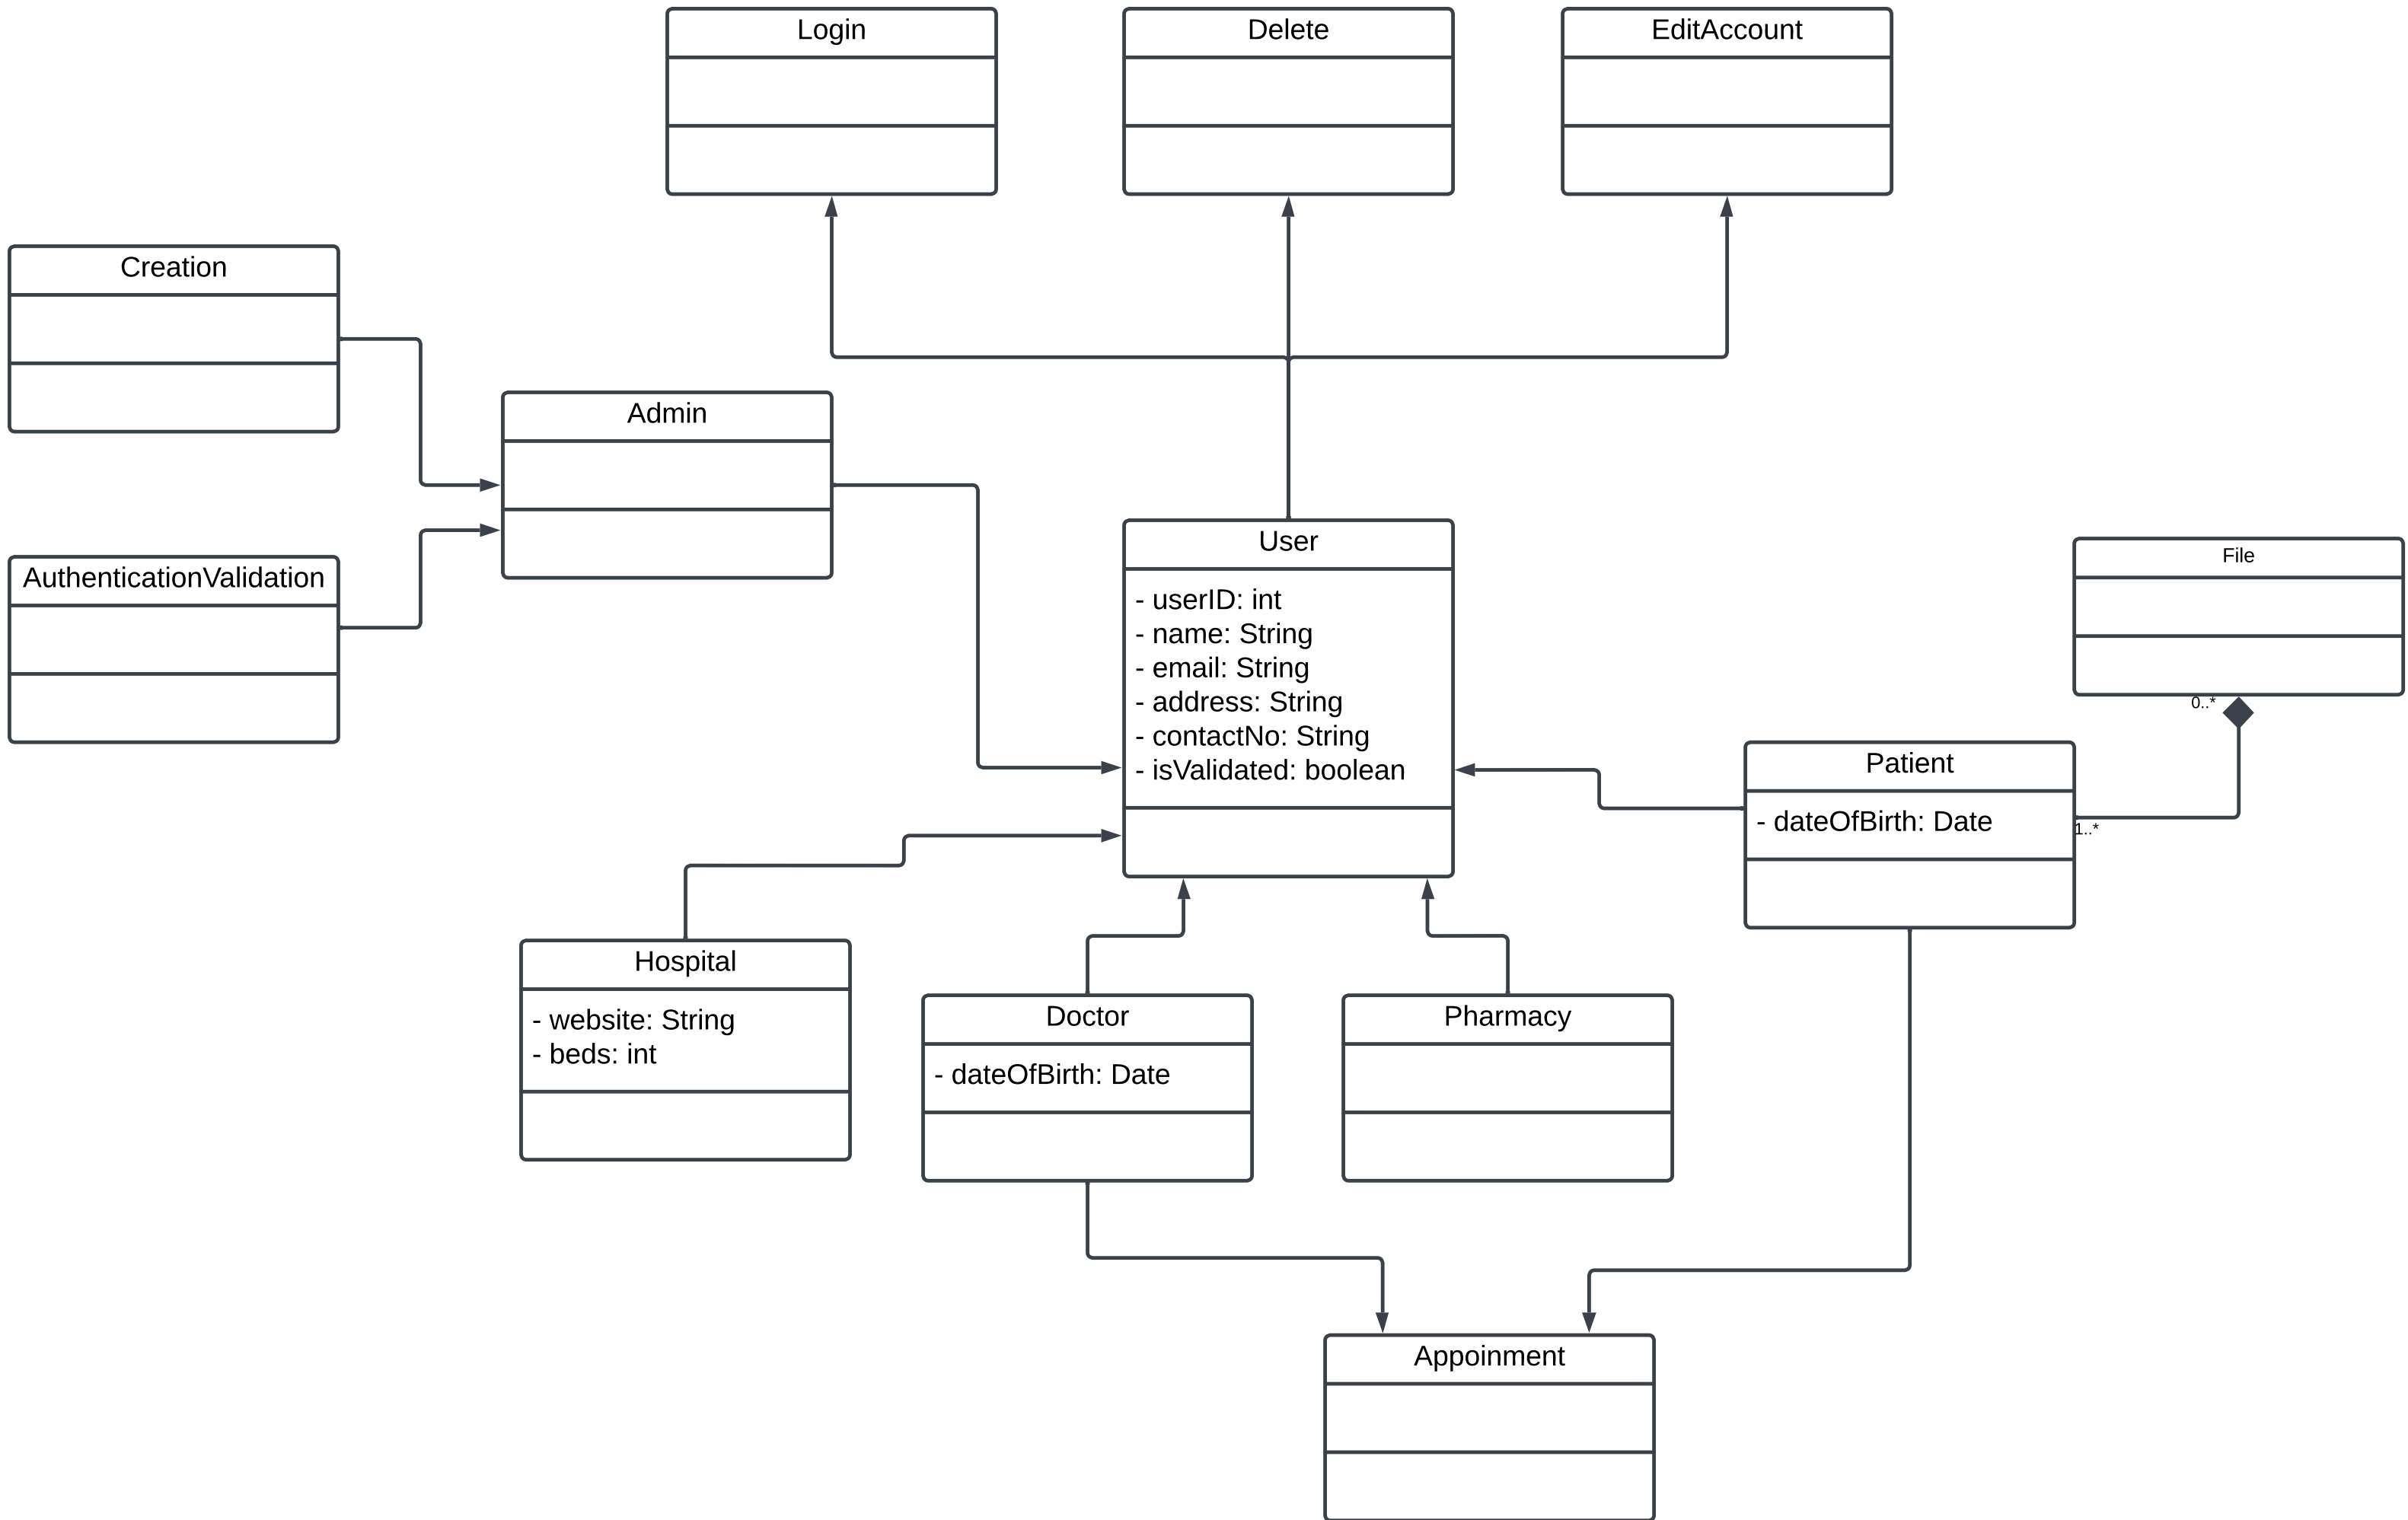 Login
Delete
EditAccount
Creation
Admin
AuthenticationValidation
User
- userID: int
- name: String
- email: String
- address: String
- contactNo: String
- isValidated: boolean
File
0..*
Patient
- dateOfBirth: Date
1..*
Hospital
- website: String
- beds: int
Doctor
- dateOfBirth: Date
Pharmacy
Appoinment